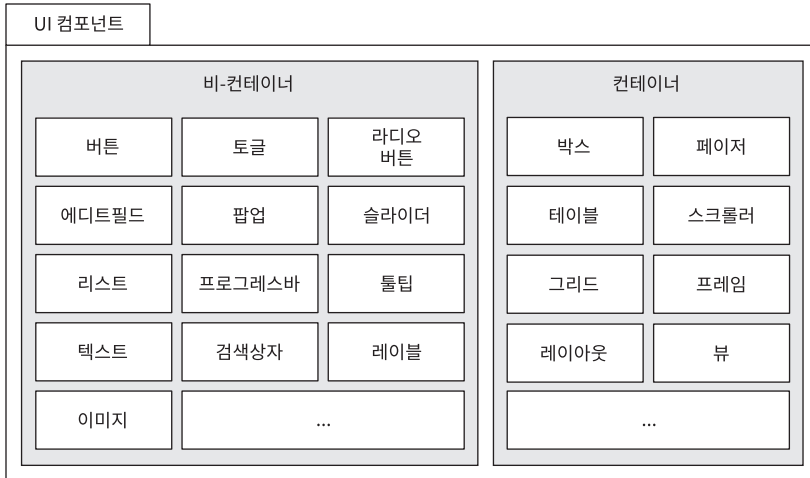 UI 컴포넌트
비-컨테이너
버튼
토글
라디오
버튼
에디트필드
팝업
슬라이더
리스트
프로그레스바
툴팁
텍스트
검색상자
레이블
이미지
...
컨테이너
박스
페이저
테이블
스크롤러
그리드
프레임
레이아웃
뷰
...